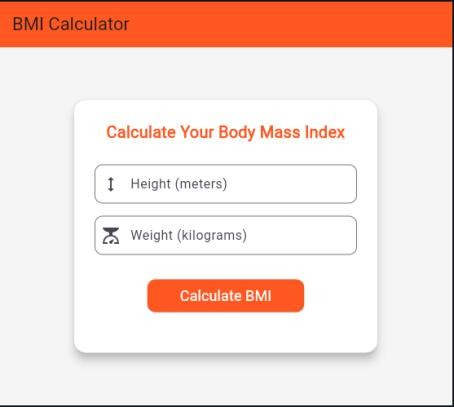 BMI Calculator
Calculate Your Body Mass Index
Height (meters)
Weight (kilograms)
Calculate BMI